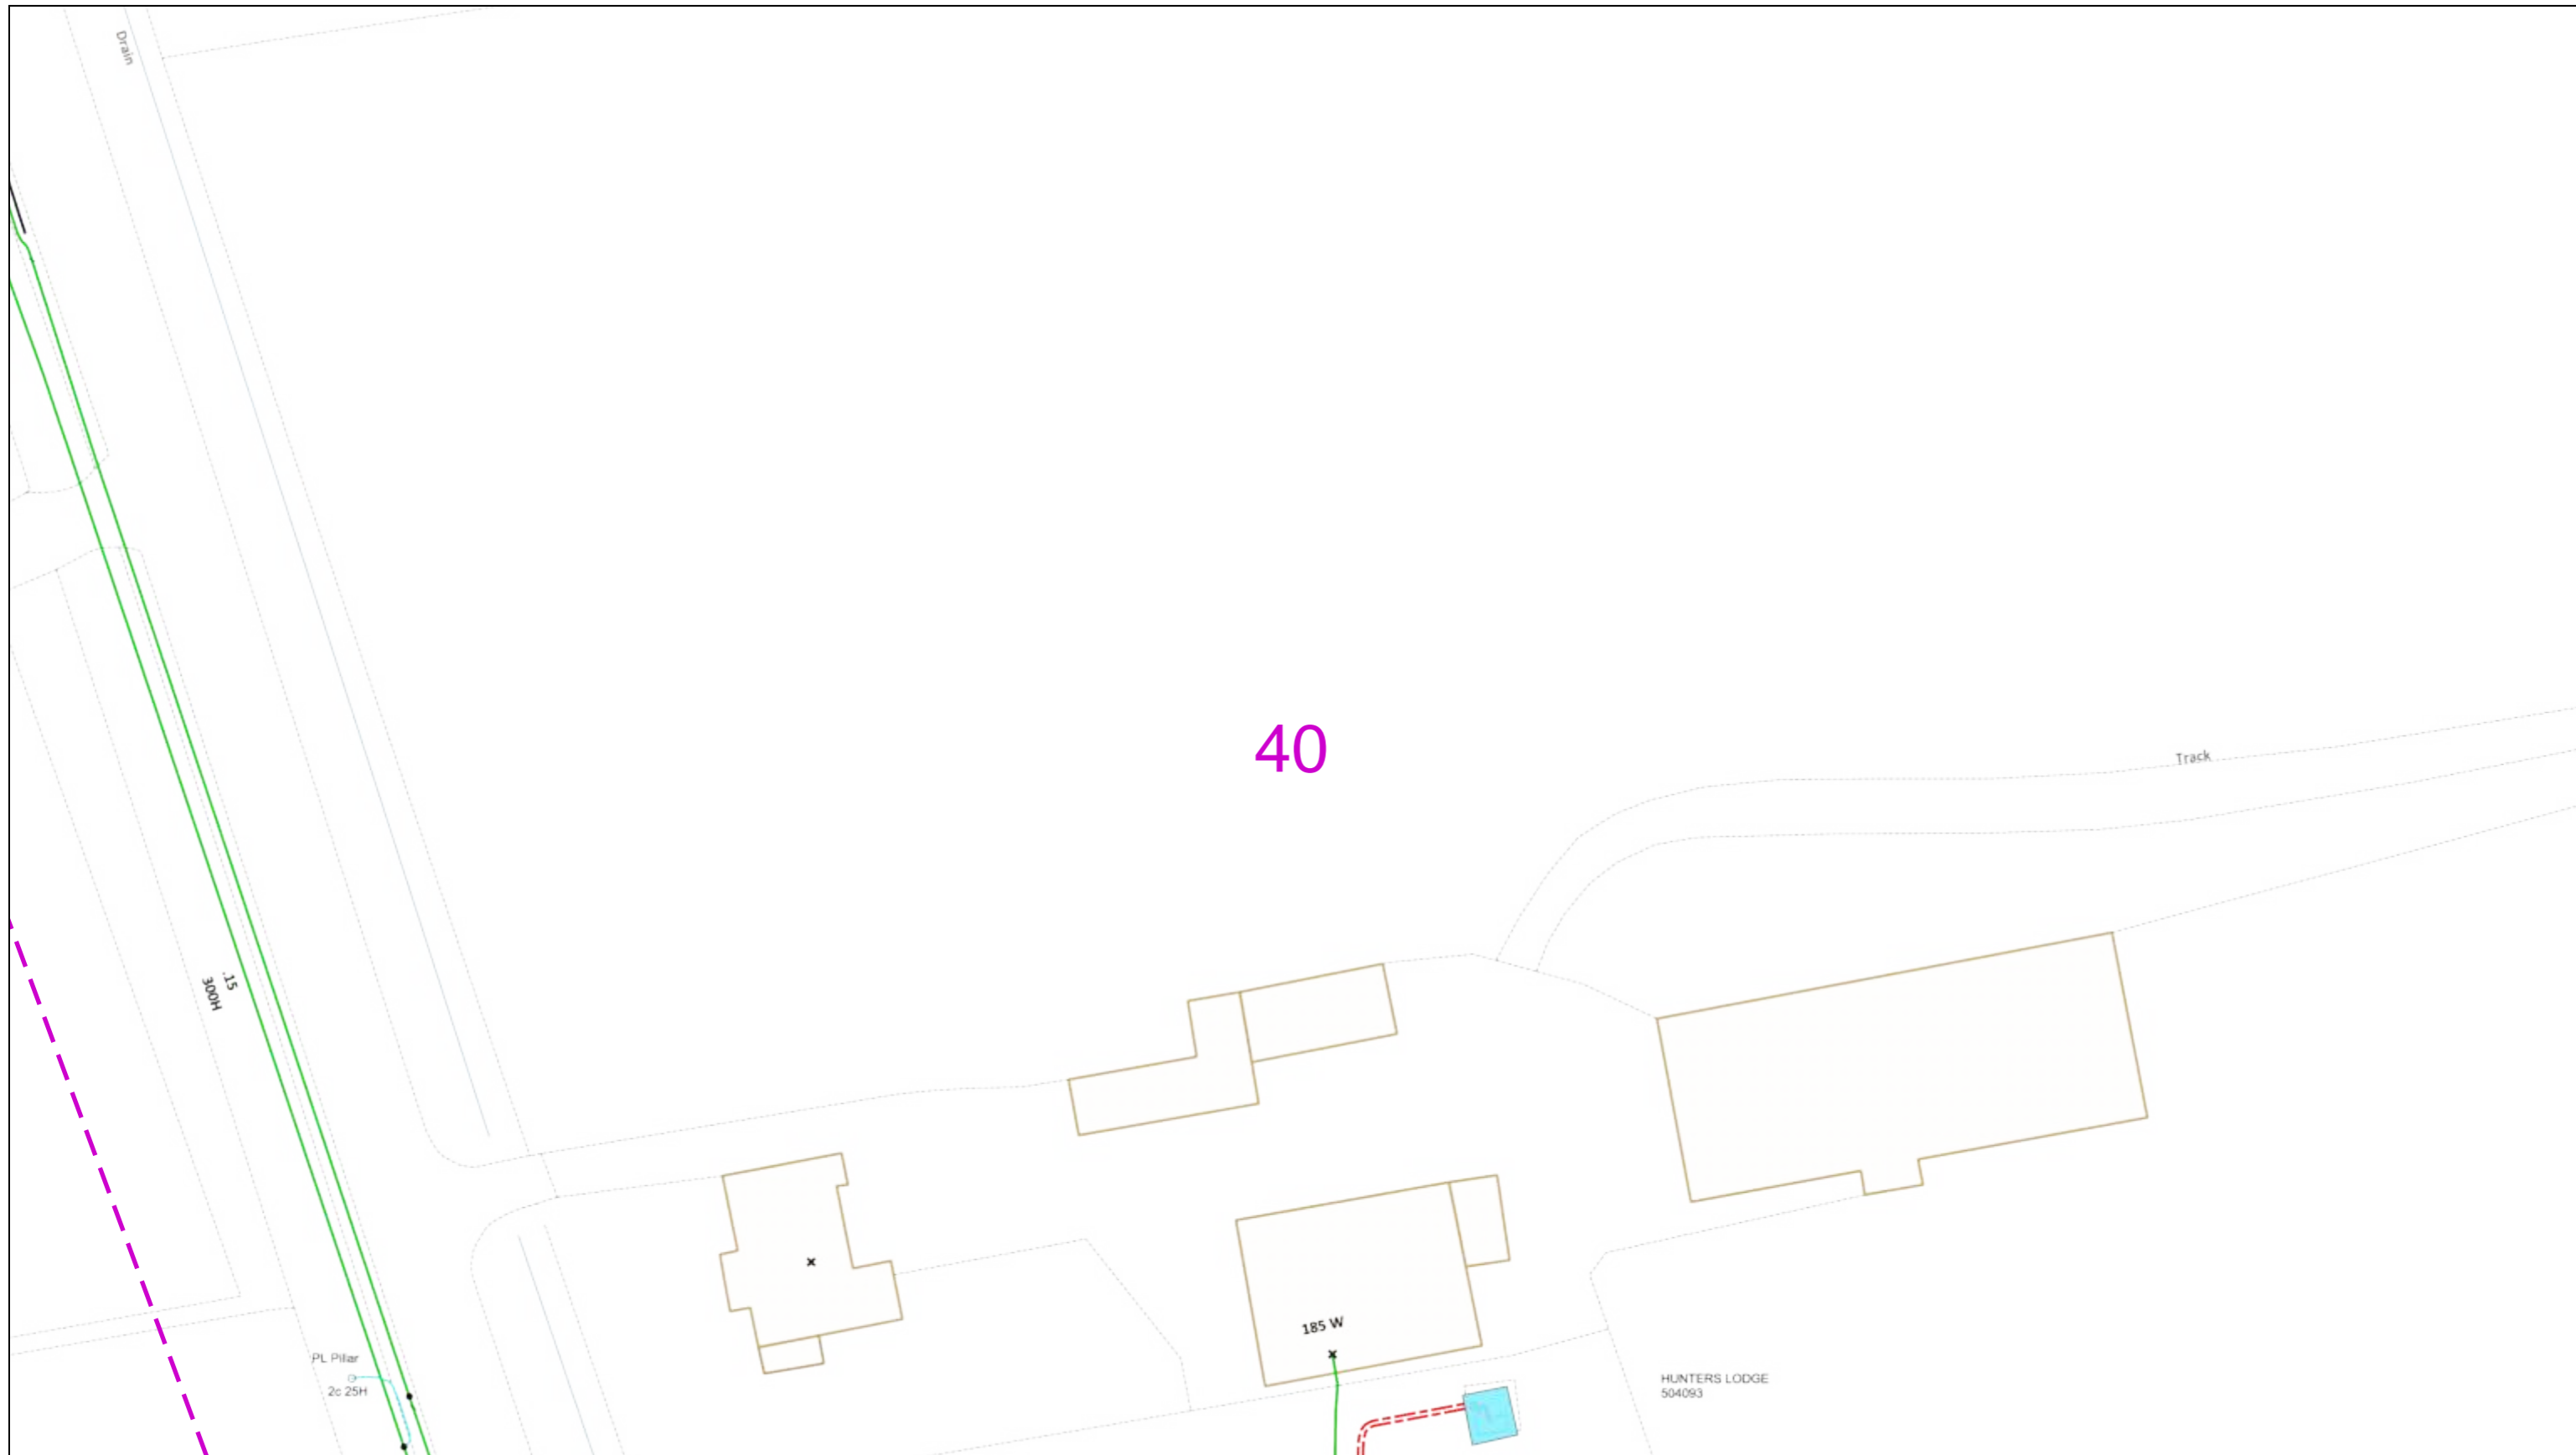 Drain
40
Track
.15
300H
185 W
PL Pillar
2c 25H
HUNTERS LODGE
504093